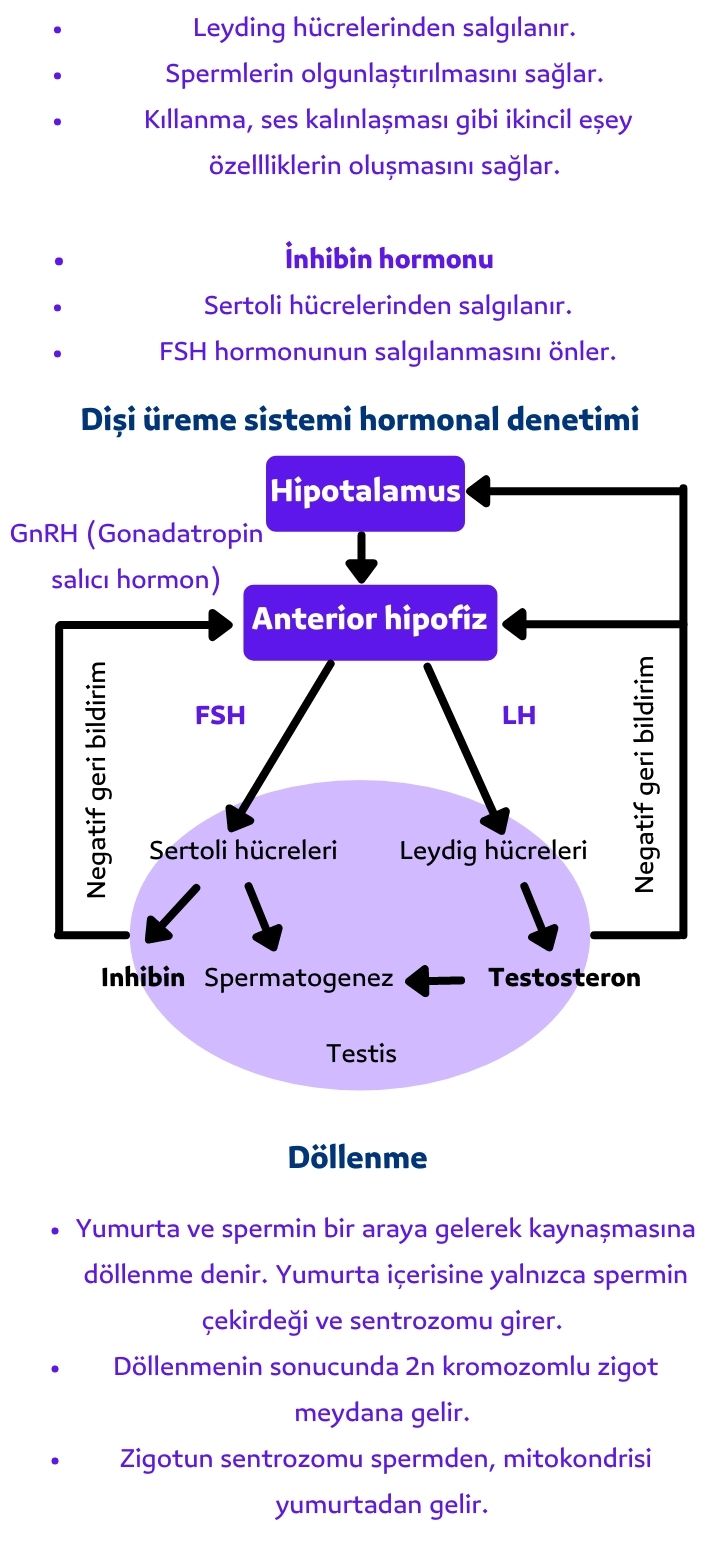 • Leyding hücrelerinden salgılanır.
• Spermlerin olgunlaştırılmasını sağlar.
• Kıllanma, ses kalınlaşması gibi ikincil eşey
özellliklerin oluşmasını sağlar.
• İnhibin hormonu
• Sertoli hücrelerinden salgılanır.
• FSH hormonunun salgılanmasını önler.
Dişi üreme sistemi hormonal denetimi
Hipotalamus
GnRH (Gonadatropin
salıcı hormon)
Anterior hipofiz
Negatif geri bildirim
FSH
LH
Negatif geri bildirim
Sertoli hücreleri
Leydig hücreleri
Inhibin
Spermatogenez
Testosteron
Testis
Döllenme
• Yumurta ve spermin bir araya gelerek kaynaşmasına
döllenme denir. Yumurta içerisine yalnızca spermin
çekirdeği ve sentrozomu girer.
• Döllenmenin sonucunda 2n kromozomlu zigot
meydana gelir.
• Zigotun sentrozomu spermden, mitokondrisi
yumurtadan gelir.